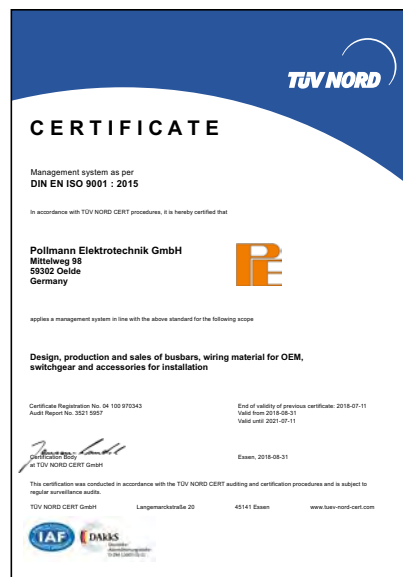 TÜV NORD
CERTIFICATE
Management system as per
DIN EN ISO 9001 : 2015
In accordance with TÜV NORD CERT procedures, it is hereby certified that
Pollmann Elektrotechnik GmbH
Mittelweg 98
59302 Oelde
Germany
PE
applies a management system in line with the above standard for the following scope
Design, production and sales of busbars, wiring material for OEM,
switchgear and accessories for installation
Certificate Registration No. 04 100 970343
Audit Report No. 3521 5957
End of validity of previous certificate: 2018-07-11
Valid from 2018-08-31
Valid until 2021-07-11
Certification Body
at TÜV NORD CERT GmbH
Essen, 2018-08-31
This certification was conducted in accordance with the TÜV NORD CERT auditing and certification procedures and is subject to
regular surveillance audits.
TÜV NORD CERT GmbH Langemarckstraße 20 45141 Essen www.tuev-nord-cert.com
IAF
DAkkS
Deutsche
Akkreditierungsstelle